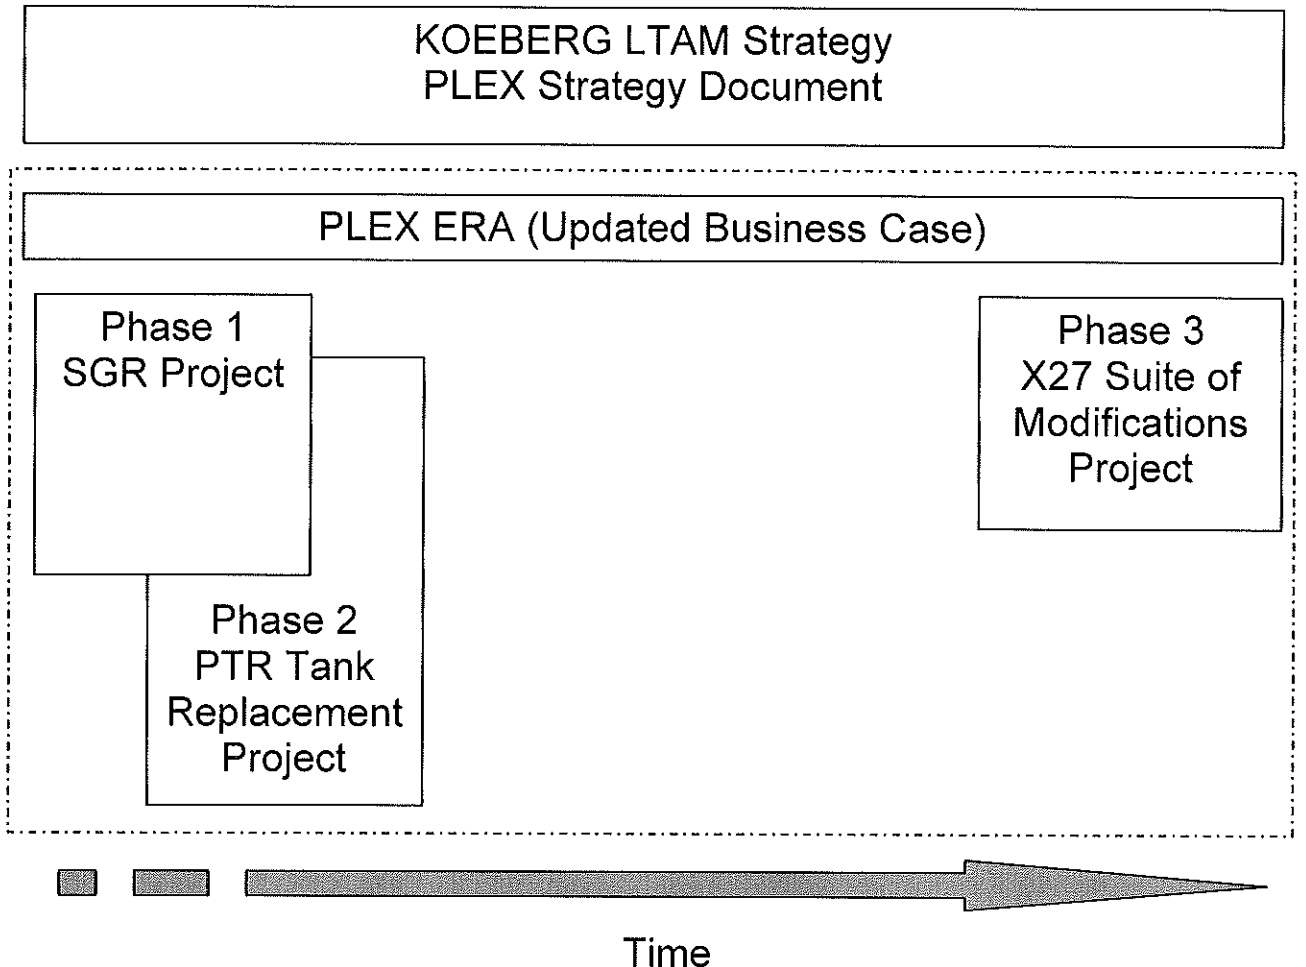 KOEBERG LTAM Strategy
PLEX Strategy Document
PLEX ERA (Updated Business Case)
Phase 1
SGR Project
Phase 2
PTR Tank
Replacement
Project
Phase 3
X27 Suite of
Modifications
Project
Time